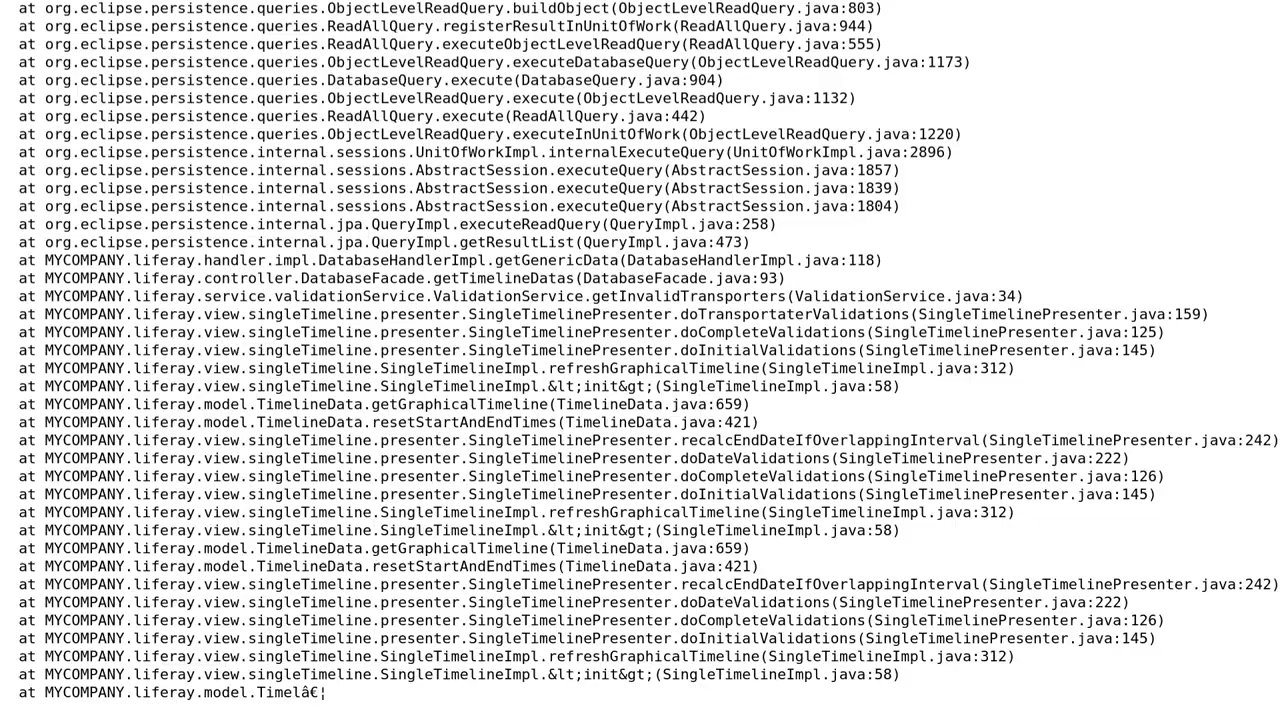 at org.eclipse.persistence.queries.ObjectLevelReadQuery.buildObject(ObjectLevelReadQuery.java:803)
at org.eclipse.persistence.queries.ReadAllQuery.registerResultInUnitOfWork(ReadAllQuery.java:944)
at org.eclipse.persistence.queries.ReadAllQuery.executeObjectLevelReadQuery(ReadAllQuery.java:555)
at org.eclipse.persistence.queries.ObjectLevelReadQuery.executeDatabaseQuery(ObjectLevelReadQuery.java:1173)
at org.eclipse.persistence.queries.DatabaseQuery.execute(DatabaseQuery.java:904)
at org.eclipse.persistence.queries.ObjectLevelReadQuery.execute(ObjectLevelReadQuery.java:1132)
at org.eclipse.persistence.queries.ReadAllQuery.execute(ReadAllQuery.java:442)
at org.eclipse.persistence.queries.ObjectLevelReadQuery.executeInUnitOfWork(ObjectLevelReadQuery.java:1220)
at org.eclipse.persistence.internal.sessions.UnitOfWorkImpl.internalExecuteQuery(UnitOfWorkImpl.java:2896)
at org.eclipse.persistence.internal.sessions.AbstractSession.executeQuery(AbstractSession.java:1857)
at org.eclipse.persistence.internal.sessions.AbstractSession.executeQuery(AbstractSession.java:1839)
at org.eclipse.persistence.internal.sessions.AbstractSession.executeQuery(AbstractSession.java:1804)
at org.eclipse.persistence.internal.jpa.QueryImpl.executeReadQuery(QueryImpl.java:258)
at org.eclipse.persistence.internal.jpa.QueryImpl.getResultList(QueryImpl.java:473)
at MYCOMPANY.liferay.handler.impl.DatabaseHandlerImpl.getGenericData(DatabaseHandlerImpl.java:118)
at MYCOMPANY.liferay.controller.DatabaseFacade.getTimelineDatas(DatabaseFacade.java:93)
at MYCOMPANY.liferay.service.validationService.ValidationService.getInvalidTransporters(ValidationService.java:34)
at MYCOMPANY.liferay.view.singleTimeline.presenter.SingleTimelinePresenter.doTransportaterValidations(SingleTimelinePresenter.java:159)
at MYCOMPANY.liferay.view.singleTimeline.presenter.SingleTimelinePresenter.doCompleteValidations(SingleTimelinePresenter.java:125)
at MYCOMPANY.liferay.view.singleTimeline.presenter.SingleTimelinePresenter.doInitialValidations(SingleTimelinePresenter.java:145)
at MYCOMPANY.liferay.view.singleTimeline.SingleTimelineImpl.refreshGraphicalTimeline(SingleTimelineImpl.java:312)
at MYCOMPANY.liferay.view.singleTimeline.SingleTimelineImpl.&lt;init&gt;(SingleTimelineImpl.java:58)
at MYCOMPANY.liferay.model.TimelineData.getGraphicalTimeline(TimelineData.java:659)
at MYCOMPANY.liferay.model.TimelineData.resetStartAndEndTimes(TimelineData.java:421)
at MYCOMPANY.liferay.view.singleTimeline.presenter.SingleTimelinePresenter.recalcEndDateIfOverlappingInterval(SingleTimelinePresenter.java:242)
at MYCOMPANY.liferay.view.singleTimeline.presenter.SingleTimelinePresenter.doDateValidations(SingleTimelinePresenter.java:222)
at MYCOMPANY.liferay.view.singleTimeline.presenter.SingleTimelinePresenter.doCompleteValidations(SingleTimelinePresenter.java:126)
at MYCOMPANY.liferay.view.singleTimeline.presenter.SingleTimelinePresenter.doInitialValidations(SingleTimelinePresenter.java:145)
at MYCOMPANY.liferay.view.singleTimeline.SingleTimelineImpl.refreshGraphicalTimeline(SingleTimelineImpl.java:312)
at MYCOMPANY.liferay.view.singleTimeline.SingleTimelineImpl.&lt;init&gt;(SingleTimelineImpl.java:58)
at MYCOMPANY.liferay.model.TimelineData.getGraphicalTimeline(TimelineData.java:659)
at MYCOMPANY.liferay.model.TimelineData.resetStartAndEndTimes(TimelineData.java:421)
at MYCOMPANY.liferay.view.singleTimeline.presenter.SingleTimelinePresenter.recalcEndDateIfOverlappingInterval(SingleTimelinePresenter.java:242)
at MYCOMPANY.liferay.view.singleTimeline.presenter.SingleTimelinePresenter.doDateValidations(SingleTimelinePresenter.java:222)
at MYCOMPANY.liferay.view.singleTimeline.presenter.SingleTimelinePresenter.doCompleteValidations(SingleTimelinePresenter.java:126)
at MYCOMPANY.liferay.view.singleTimeline.presenter.SingleTimelinePresenter.doInitialValidations(SingleTimelinePresenter.java:145)
at MYCOMPANY.liferay.view.singleTimeline.SingleTimelineImpl.refreshGraphicalTimeline(SingleTimelineImpl.java:312)
at MYCOMPANY.liferay.view.singleTimeline.SingleTimelineImpl.&lt;init&gt;(SingleTimelineImpl.java:58)
at MYCOMPANY.liferay.model.Timelâ€¦